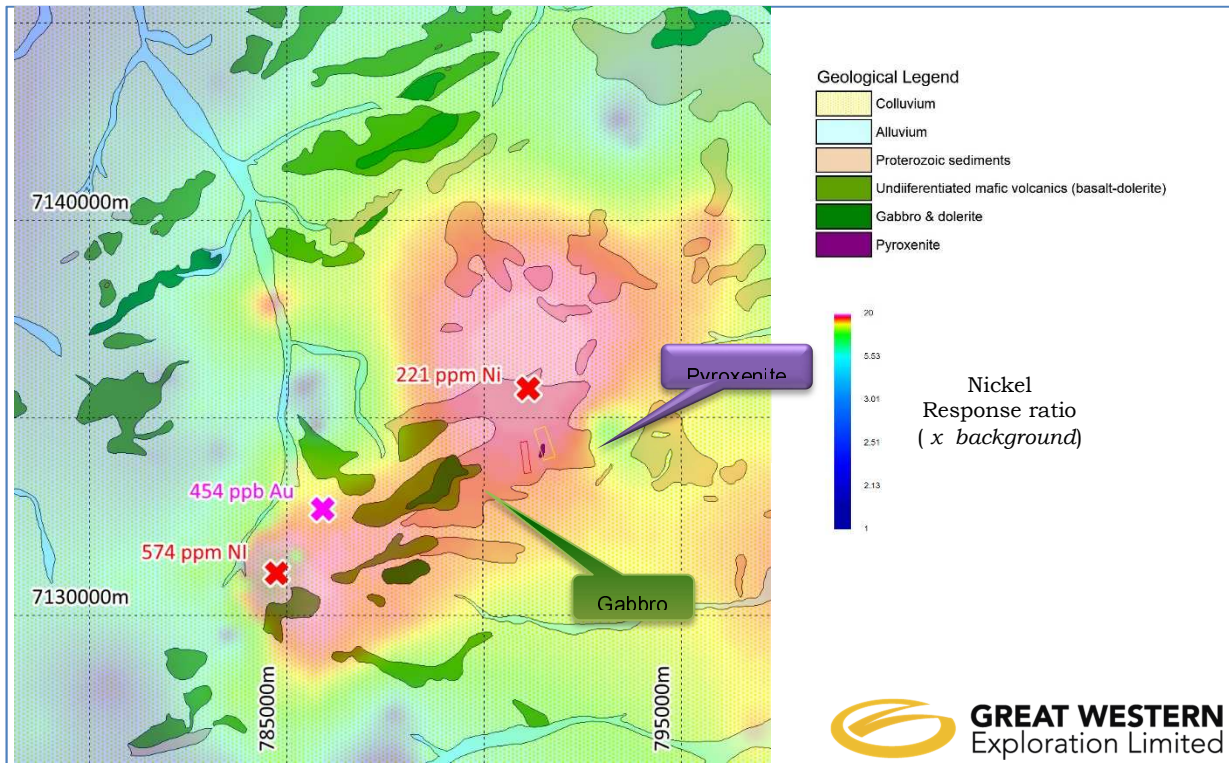 Geological Legend
Colluvium
Alluvium
Proterozoic sediments
Undiiferentiated mafic volcanics (basalt-dolerite)
Gabbro & dolerite
Pyroxenite
7140000m
20
5.53
3.01
2.51
2.13
1
Nickel
Response ratio
( x background)
Pyroxenite
221 ppm Ni
454 ppb Au
574 ppm NI
Gabbro
7130000m
785000m
795000m
GREAT WESTERN
Exploration Limited